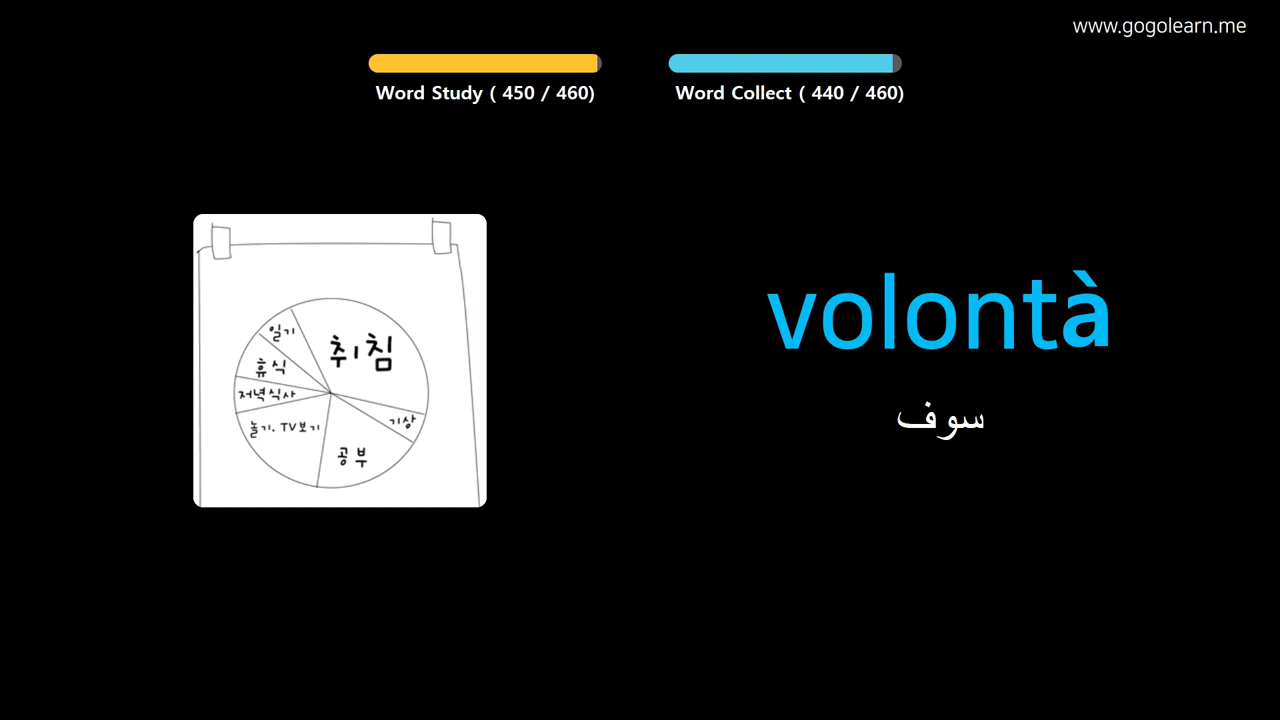 www.gogolearn.me
Word Study ( 450 / 460)
Word Collect ( 440 / 460)
일기
취침
휴식
저녁식사
기상
놀기. TV보기
공부
volontà
سوف